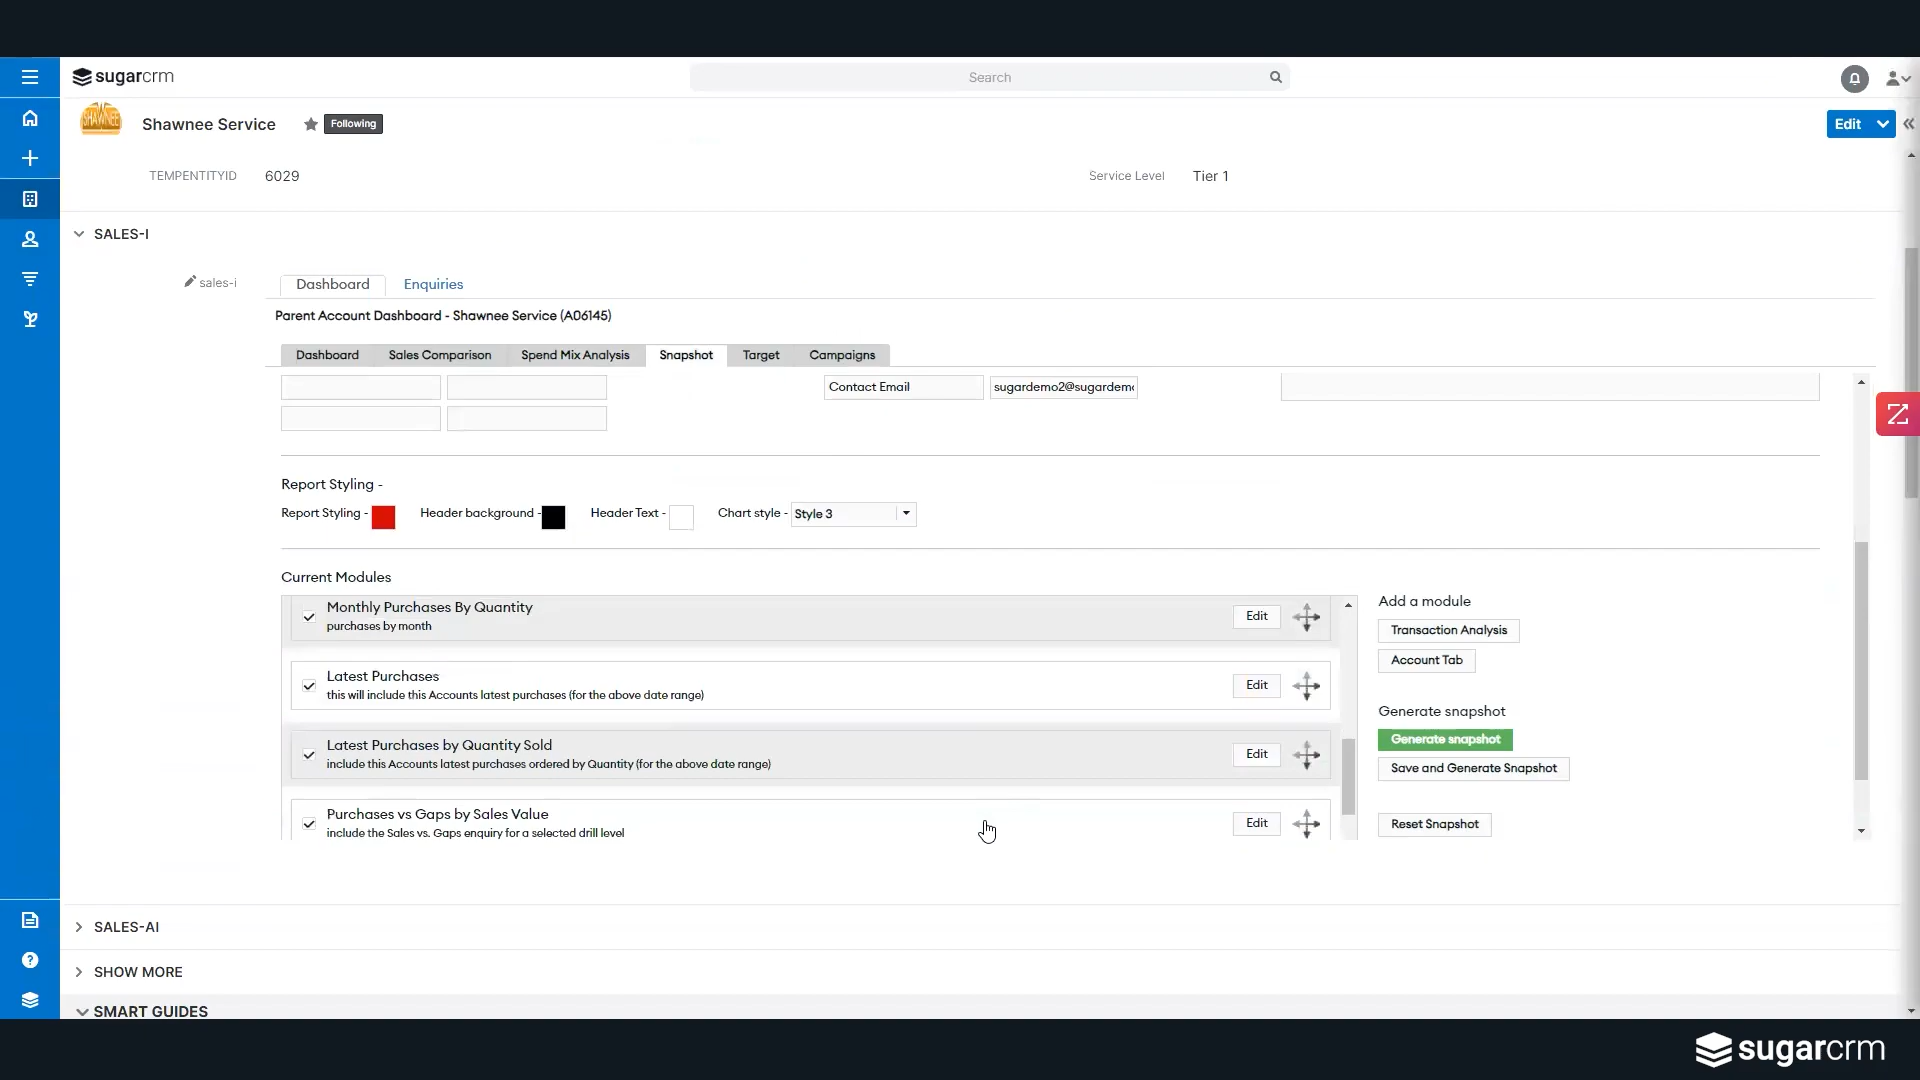 sugarcrm
Search
SHAWNEE
Shawnee Service
Following
Edit
TEMPENTITYID 6029
Service Level Tier 1
SALES-I
sales-i
Dashboard Enquiries
Parent Account Dashboard - Shawnee Service (A06145)
Dashboard Sales Comparison Spend Mix Analysis Snapshot Target Campaigns
Contact Email sugardemo2@sugardem
Report Styling -
Report Styling - Header background - Header Text - Chart style - Style 3
Current Modules
Monthly Purchases By Quantity
purchases by month
Edit
Latest Purchases
this will include this Accounts latest purchases (for the above date range)
Edit
Latest Purchases by Quantity Sold
include this Accounts latest purchases ordered by Quantity (for the above date range)
Edit
Purchases vs Gaps by Sales Value
include the Sales vs. Gaps enquiry for a selected drill level
Edit
Add a module
Transaction Analysis
Account Tab
Generate snapshot
Generate snapshot
Save and Generate Snapshot
Reset Snapshot
SALES-AI
SHOW MORE
SMART GUIDES
sugarcrm